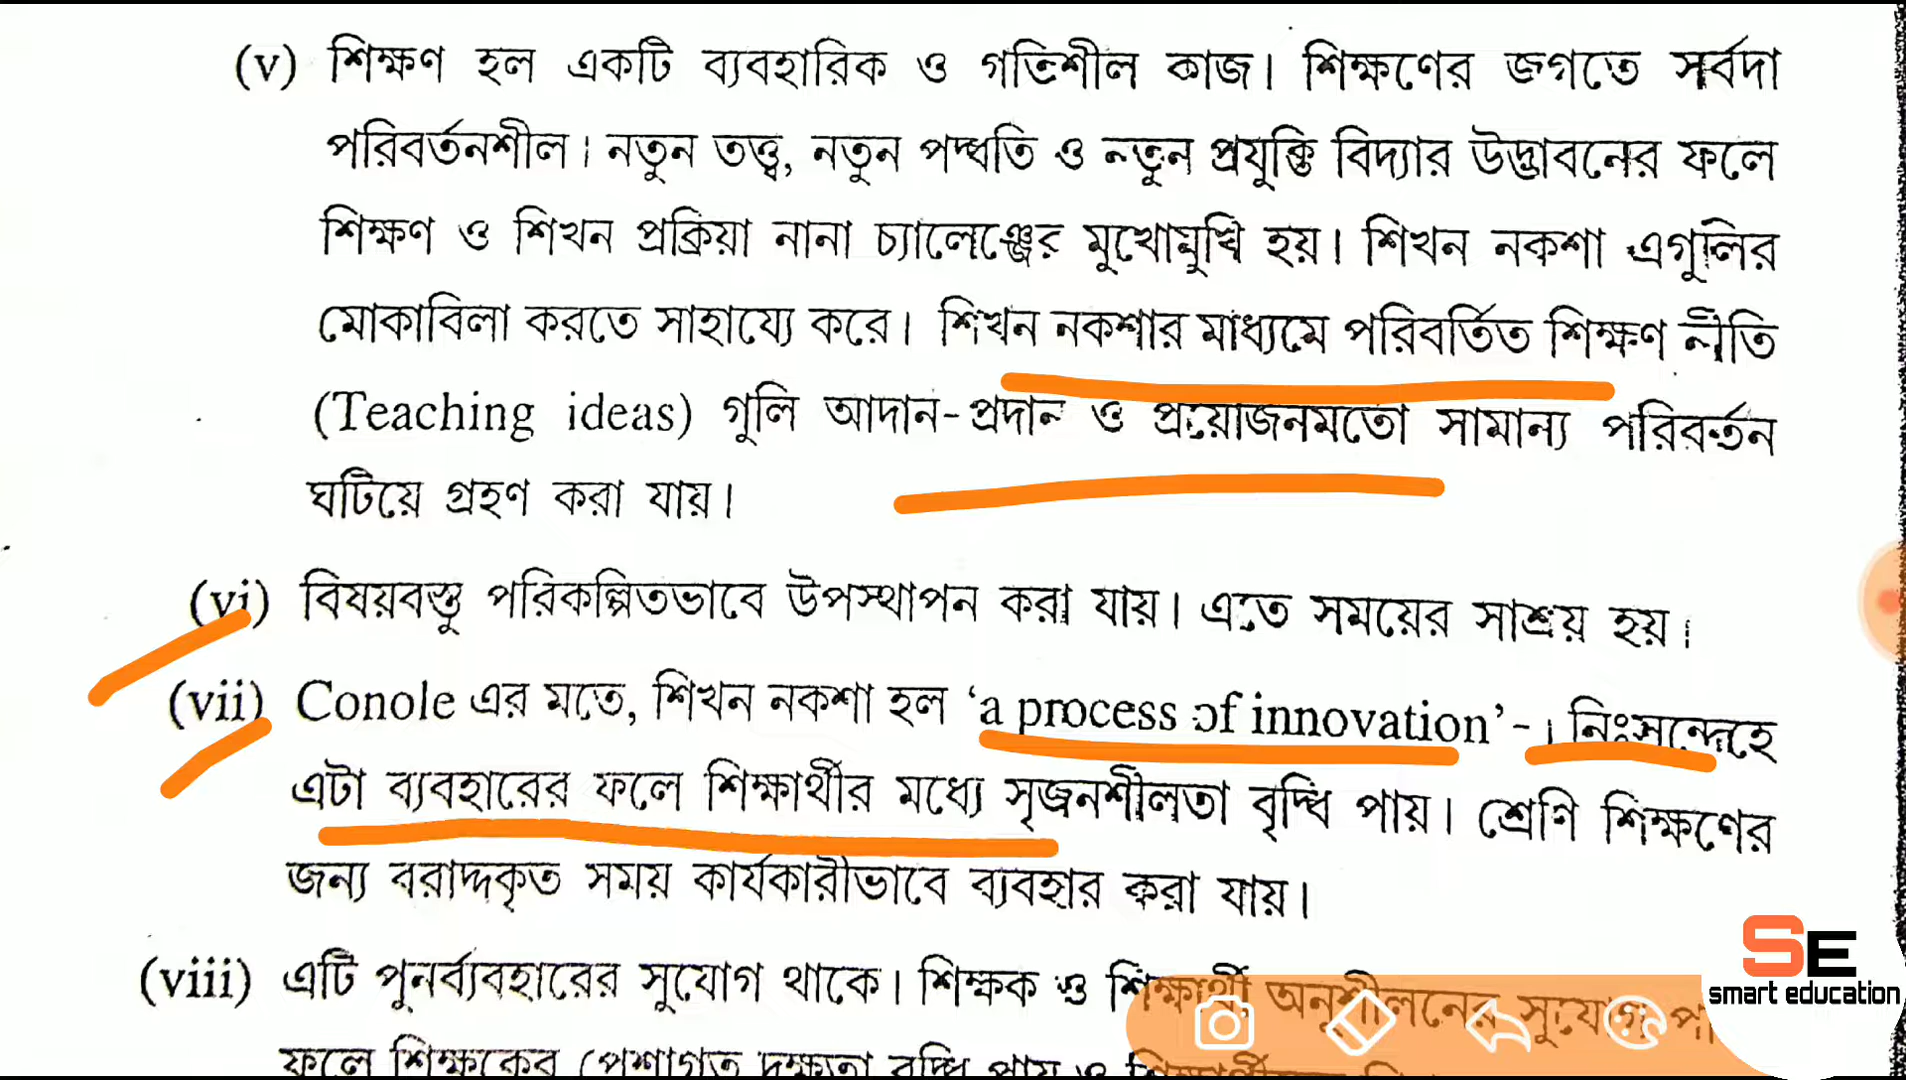 (v) শিক্ষণ হল একটি ব্যবহারিক ও গতিশীল কাজ। শিক্ষণের জগতে সর্বদা
পরিবর্তনশীল। নতুন তত্ত্ব, নতুন পদ্ধতি ও নতুন প্রযুক্তি বিদ্যার উদ্ভাবনের ফলে
শিক্ষণ ও শিখন প্রক্রিয়া নানা চ্যালেঞ্জের মুখোমুখি হয়। শিখন নকশা এগুলির
মোকাবিলা করতে সাহায্যে করে। শিখন নকশার মাধ্যমে পরিবর্তিত শিক্ষণ নীতি
(Teaching ideas) গুলি আদান-প্রদান ও প্রয়োজনমতো সামান্য পরিবর্তন
ঘটিয়ে গ্রহণ করা যায়।
(vi) বিষয়বস্তু পরিকল্পিতভাবে উপস্থাপন করা যায়। এতে সময়ের সাশ্রয় হয়।
(vii) Conole এর মতে, শিখন নকশা হল ‘a process of innovation’-। নিঃসন্দেহে
এটা ব্যবহারের ফলে শিক্ষার্থীর মধ্যে সৃজনশীলতা বৃদ্ধি পায়। শ্রেণি শিক্ষণের
জন্য বরাদ্দকৃত সময় কার্যকারীভাবে ব্যবহার করা যায়।
(viii) এটি পুনর্ব্যবহারের সুযোগ থাকে। শিক্ষক ও শিক্ষার্থী অনুশীলনের সুযোগ
ফলে শিক্ষকের পেশাগত দক্ষতা বৃদ্ধি পায় ও
SE
smart education